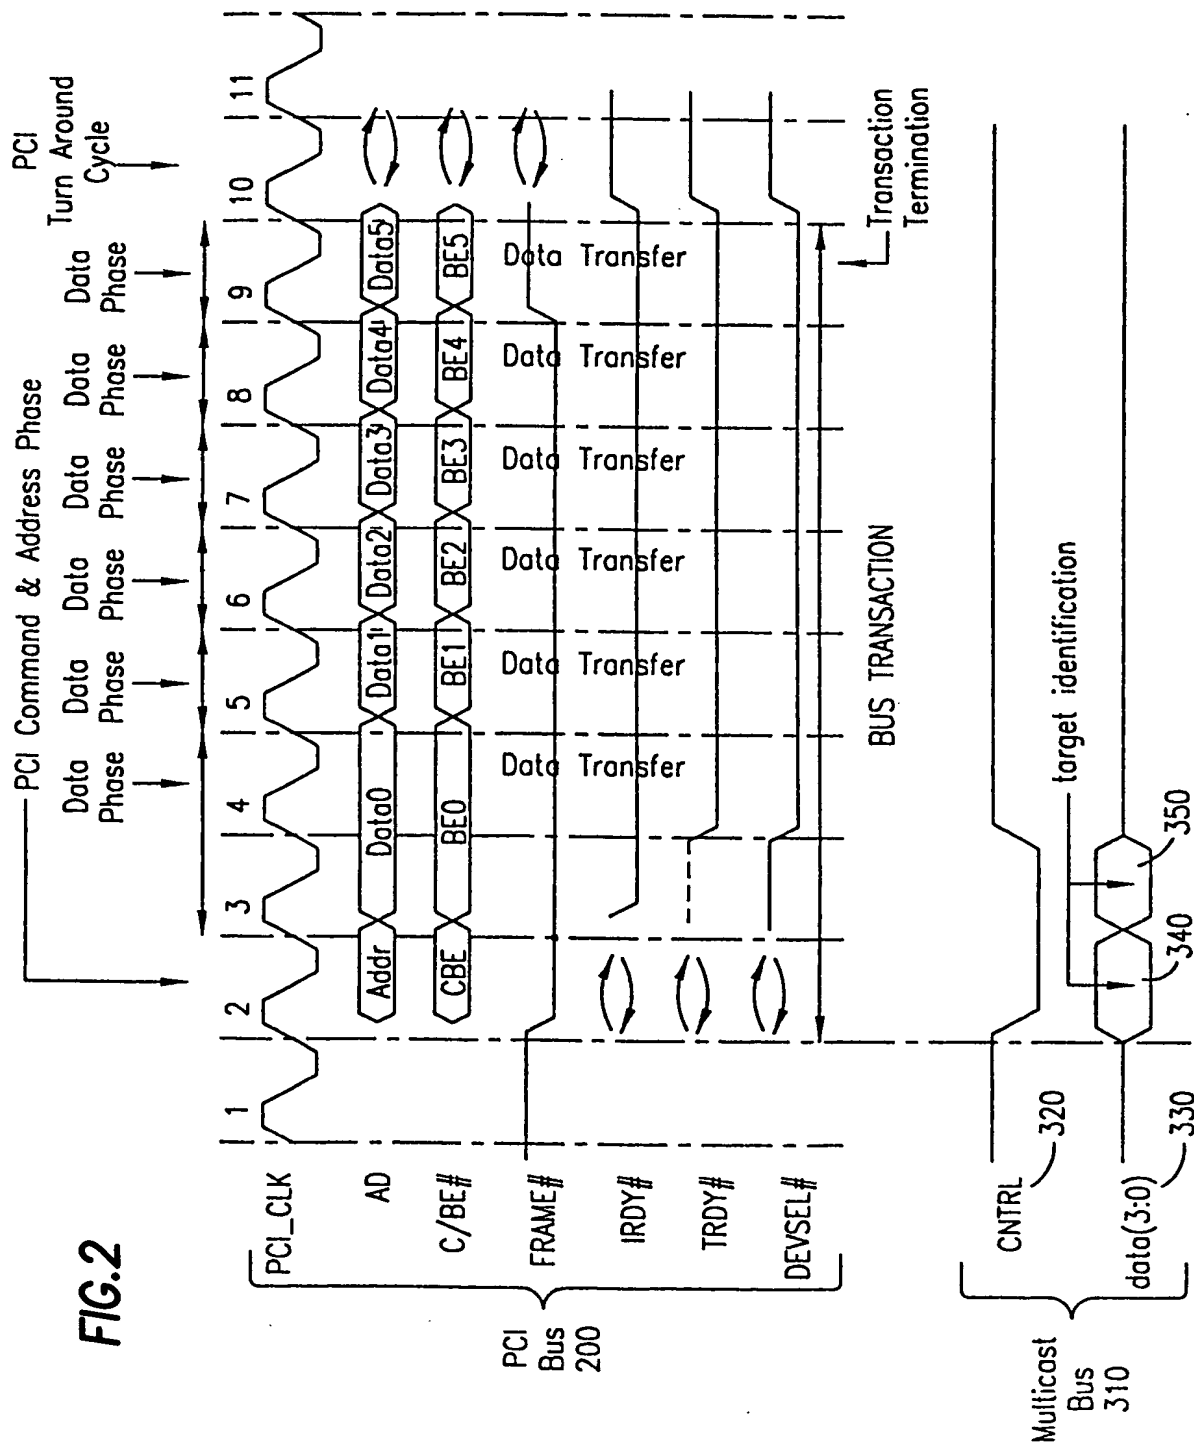 FIG.2
PCI Command & Address Phase
Data
Phase
Data
Phase
Data
Phase
Data
Phase
Data
Phase
Data
Phase
PCI
Turn Around
Cycle
1
2
3
4
5
6
7
8
9
10
11
PCI_CLK
AD
Addr
Data0
Data1
Data2
Data3
Data4
Data5
C/BE#
CBE
BE0
BE1
BE2
BE3
BE4
BE5
FRAME#
Data Transfer
Data Transfer
Data Transfer
Data Transfer
Data Transfer
Data Transfer
IRDY#
TRDY#
DEVSEL#
PCI
Bus
200
BUS TRANSACTION
Transaction
Termination
Multicast
Bus
310
CNTRL
320
data(3:0)
330
target identification
340
350